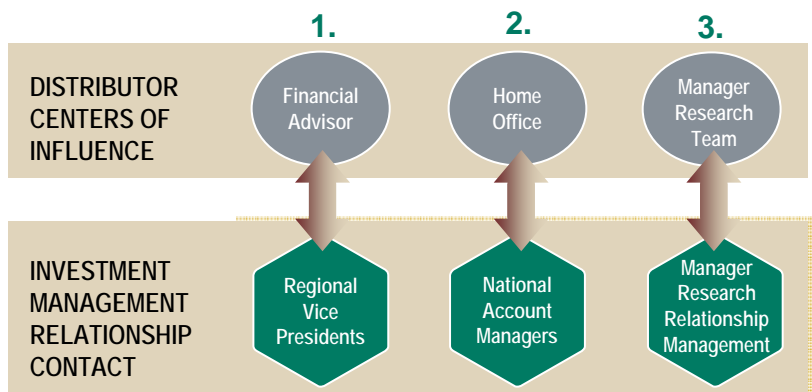 1.
2.
3.
DISTRIBUTOR
CENTERS OF
INFLUENCE
Financial
Advisor
Home
Office
Manager
Research
Team
INVESTMENT
MANAGEMENT
RELATIONSHIP
CONTACT
Regional
Vice
Presidents
National
Account
Managers
Manager
Research
Relationship
Management